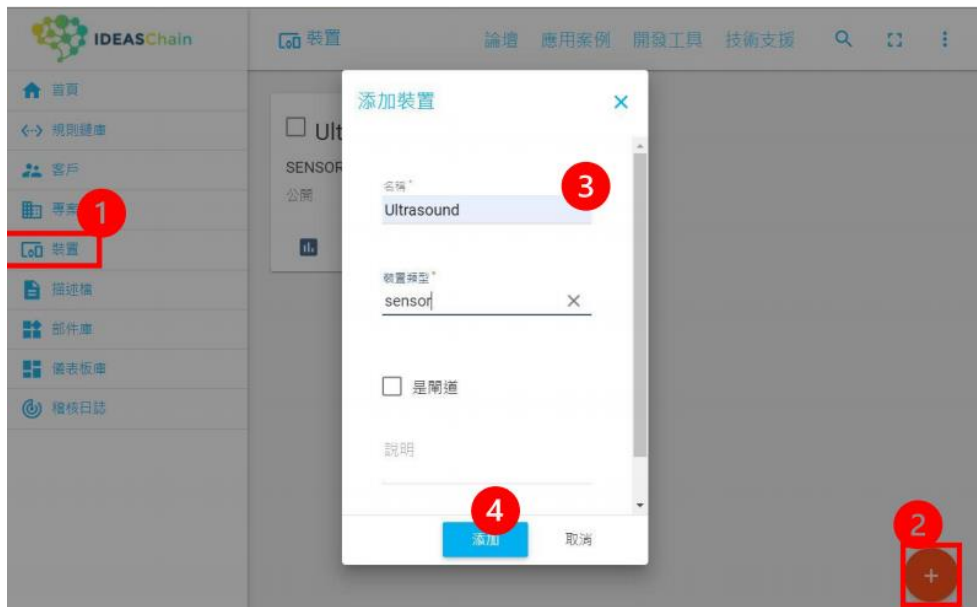 IDEASChain
裝置
論壇 應用案例 開發工具 技術支援
首頁
規則鏈庫
客戶
專案
1
裝置
描述檔
部件庫
儀表板庫
稽核日誌
Ult
SENSOR
公開
添加裝置
3
名稱*
Ultrasound
裝置類型*
sensor
是閘道
說明
4
添加 取消
2
+